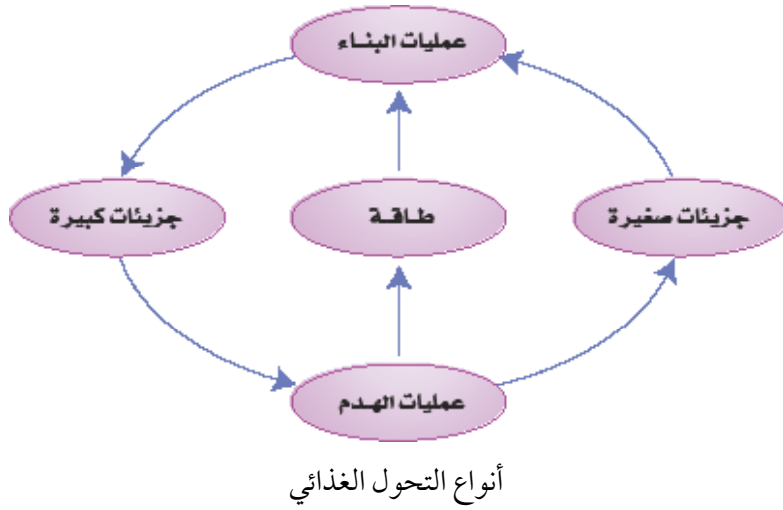 عمليات البناء
جزيئات صغيرة
طاقة
جزيئات كبيرة
عمليات الهدم
أنواع التحول الغذائي